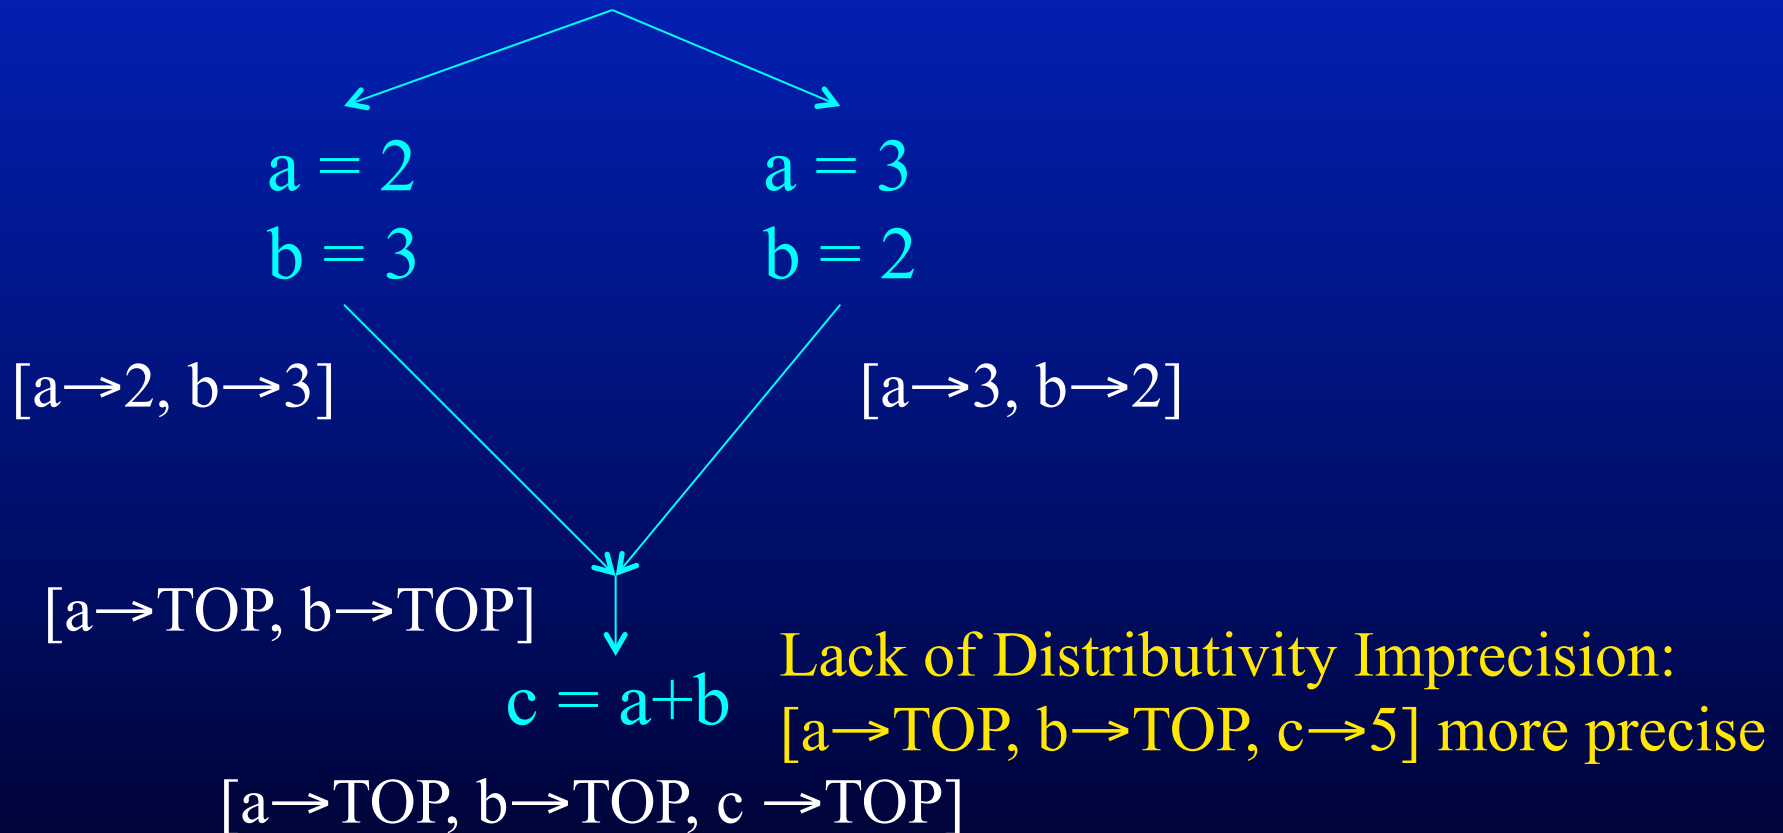 a = 2
b = 3
a = 3
b = 2
[a→2, b→3]
[a→3, b→2]
[a→TOP, b→TOP]
c = a+b
Lack of Distributivity Imprecision:
[a→TOP, b→TOP, c→5] more precise
[a→TOP, b→TOP, c →TOP]